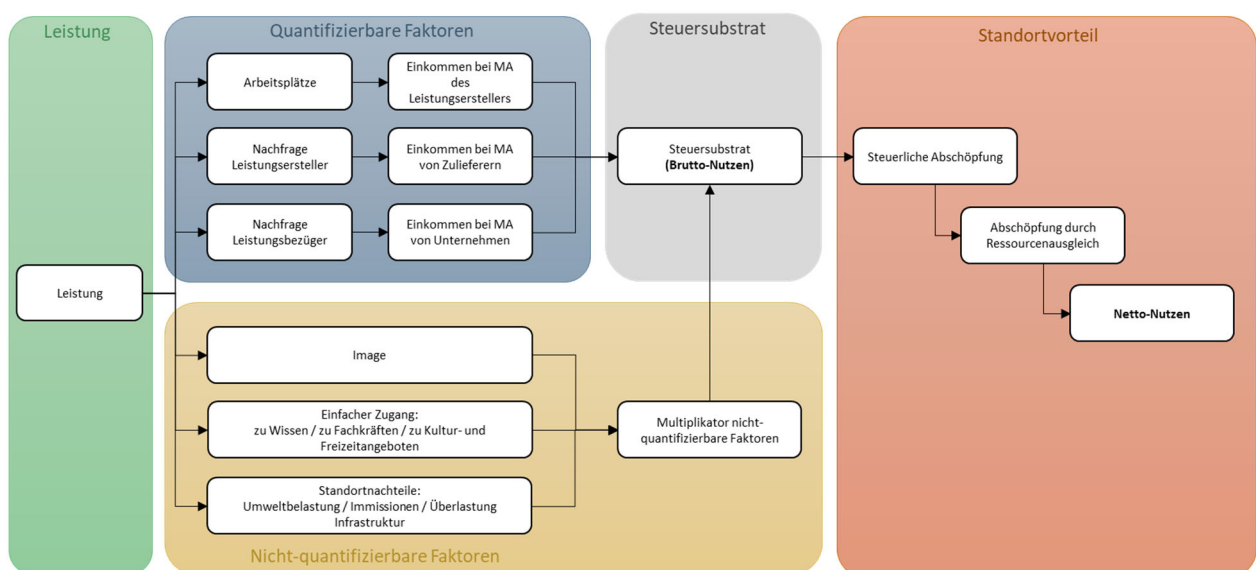 Leistung
Leistung
Quantifizierbare Faktoren
Arbeitsplätze
Einkommen bei MA
des
Leistungserstellers
Nachfrage
Leistungsersteller
Einkommen bei MA
von Zulieferern
Nachfrage
Leistungsbezüger
Einkommen bei MA
von Unternehmen
Image
Einfacher Zugang:
zu Wissen / zu Fachkräften / zu Kultur- und
Freizeitangeboten
Standortnachteile:
Umweltbelastung / Immissionen / Überlastung
Infrastruktur
Multiplikator nicht-
quantifizierbare Faktoren
Nicht-quantifizierbare Faktoren
Steuersubstrat
Steuersubstrat
(Brutto-Nutzen)
Standortvorteil
Steuerliche Abschöpfung
Abschöpfung durch
Ressourcenausgleich
Netto-Nutzen